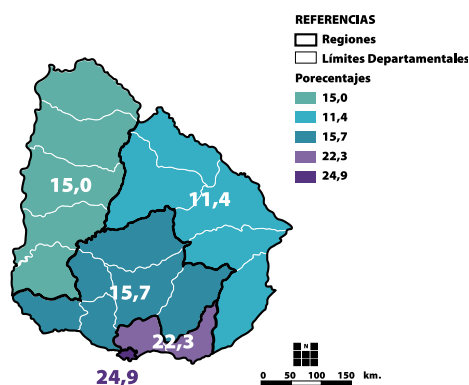 REFERENCIAS
Regiones
Límites Departamentales
Porecentajes
15,0
11,4
15,7
22,3
24,9
15,0
11,4
15,7
22,3
24,9
N
0 50 100 150 km.